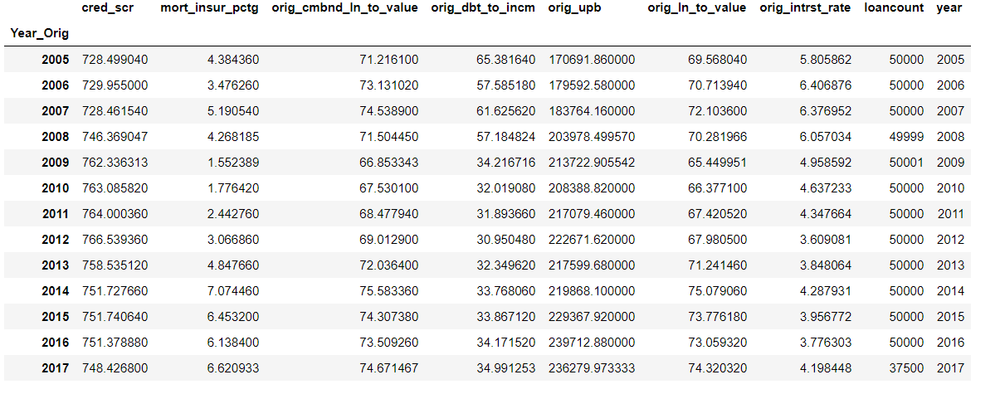 cred_scr mort_insur_pctg orig_cmbnd_ln_to_value orig_dbt_to_incm orig_upb orig_ln_to_value orig_intrst_rate loancount year
Year_Orig
2005 728.499040 4.384360 71.216100 65.381640 170691.860000 69.568040 5.805862 50000 2005
2006 729.955000 3.476260 73.131020 57.585180 179592.580000 70.713940 6.406876 50000 2006
2007 728.461540 5.190540 74.538900 61.625620 183764.160000 72.103600 6.376952 50000 2007
2008 746.369047 4.268185 71.504450 57.184824 203978.499570 70.281966 6.057034 49999 2008
2009 762.336313 1.552389 66.853343 34.216716 213722.905542 65.449951 4.958592 50001 2009
2010 763.085820 1.776420 67.530100 32.019080 208388.820000 66.377100 4.637233 50000 2010
2011 764.000360 2.442760 68.477940 31.893660 217079.460000 67.420520 4.347664 50000 2011
2012 766.539360 3.066860 69.012900 30.950480 222671.620000 67.980500 3.609081 50000 2012
2013 758.535120 4.847660 72.036400 32.349620 217599.680000 71.241460 3.848064 50000 2013
2014 751.727660 7.074460 75.583360 33.768060 219868.100000 75.079060 4.287931 50000 2014
2015 751.740640 6.453200 74.307380 33.867120 229367.920000 73.776180 3.956772 50000 2015
2016 751.378880 6.138400 73.509260 34.171520 239712.880000 73.059320 3.776303 50000 2016
2017 748.426800 6.620933 74.671467 34.991253 236279.973333 74.320320 4.198448 37500 2017